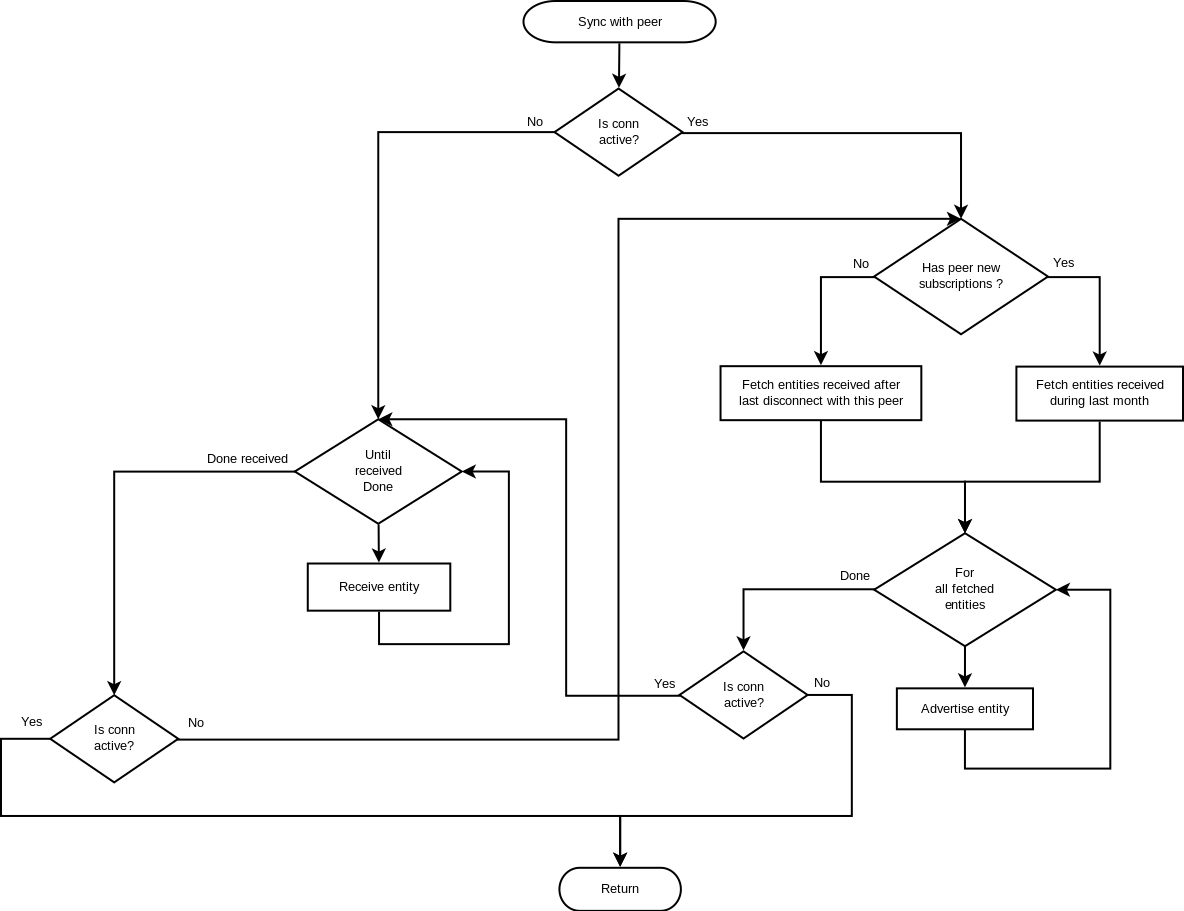 Sync with peer
Is conn
active?
No
Yes
Has peer new
subscriptions ?
No
Yes
Fetch entities received after
last disconnect with this peer
Fetch entities received
during last month
Until
received
Done
Done received
Receive entity
For
all fetched
entities
Done
Advertise entity
Is conn
active?
Yes
No
Is conn
active?
Yes
No
Return